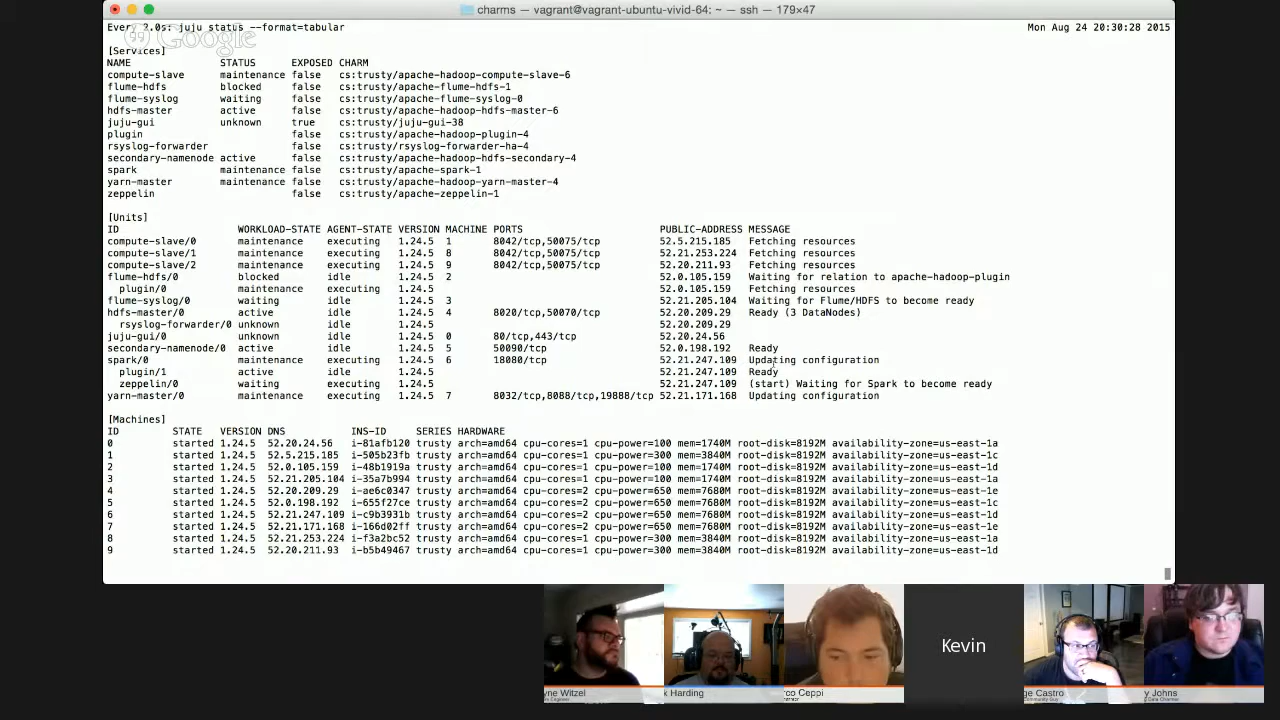 charms — vagrant@vagrant-ubuntu-vivid-64: ~ — ssh — 179×47
Every 2.0s: juju status --format=tabular Mon Aug 24 20:30:28 2015
Google
[Services]
NAME STATUS EXPOSED CHARM
compute-slave maintenance false cs:trusty/apache-hadoop-compute-slave-6
flume-hdfs blocked false cs:trusty/apache-flume-hdfs-1
flume-syslog waiting false cs:trusty/apache-flume-syslog-0
hdfs-master active false cs:trusty/apache-hadoop-hdfs-master-6
juju-gui unknown true cs:trusty/juju-gui-38
plugin false cs:trusty/apache-hadoop-plugin-4
rsyslog-forwarder false cs:trusty/rsyslog-forwarder-ha-4
secondary-namenode active false cs:trusty/apache-hadoop-hdfs-secondary-4
spark maintenance false cs:trusty/apache-spark-1
yarn-master maintenance false cs:trusty/apache-hadoop-yarn-master-4
zeppelin false cs:trusty/apache-zeppelin-1
[Units]
ID WORKLOAD-STATE AGENT-STATE VERSION MACHINE PORTS PUBLIC-ADDRESS MESSAGE
compute-slave/0 maintenance executing 1.24.5 1 8042/tcp,50075/tcp 52.5.215.185 Fetching resources
compute-slave/1 maintenance executing 1.24.5 8 8042/tcp,50075/tcp 52.21.253.224 Fetching resources
compute-slave/2 maintenance executing 1.24.5 9 8042/tcp,50075/tcp 52.20.211.93 Fetching resources
flume-hdfs/0 blocked idle 1.24.5 2 52.0.105.159 Waiting for relation to apache-hadoop-plugin
plugin/0 maintenance executing 1.24.5 52.0.105.159 Fetching resources
flume-syslog/0 waiting idle 1.24.5 3 52.21.205.104 Waiting for Flume/HDFS to become ready
hdfs-master/0 active idle 1.24.5 4 8020/tcp,50070/tcp 52.20.209.29 Ready (3 DataNodes)
rsyslog-forwarder/0 unknown idle 1.24.5 52.20.209.29
juju-gui/0 unknown idle 1.24.5 0 80/tcp,443/tcp 52.20.24.56
secondary-namenode/0 active idle 1.24.5 5 50090/tcp 52.0.198.192 Ready
spark/0 maintenance executing 1.24.5 6 18080/tcp 52.21.247.109 Updating configuration
plugin/1 active idle 1.24.5 52.21.247.109 Ready
zeppelin/0 waiting executing 1.24.5 52.21.247.109 (start) Waiting for Spark to become ready
yarn-master/0 maintenance executing 1.24.5 7 8032/tcp,8088/tcp,19888/tcp 52.21.171.168 Updating configuration
[Machines]
ID STATE VERSION DNS INS-ID SERIES HARDWARE
0 started 1.24.5 52.20.24.56 i-81afb120 trusty arch=amd64 cpu-cores=1 cpu-power=100 mem=1740M root-disk=8192M availability-zone=us-east-1a
1 started 1.24.5 52.5.215.185 i-505b23fb trusty arch=amd64 cpu-cores=1 cpu-power=300 mem=3840M root-disk=8192M availability-zone=us-east-1c
2 started 1.24.5 52.0.105.159 i-48b1919a trusty arch=amd64 cpu-cores=1 cpu-power=100 mem=1740M root-disk=8192M availability-zone=us-east-1d
3 started 1.24.5 52.21.205.104 i-35a7b994 trusty arch=amd64 cpu-cores=1 cpu-power=100 mem=1740M root-disk=8192M availability-zone=us-east-1a
4 started 1.24.5 52.20.209.29 i-ae6c0347 trusty arch=amd64 cpu-cores=2 cpu-power=650 mem=7680M root-disk=8192M availability-zone=us-east-1e
5 started 1.24.5 52.0.198.192 i-655f27ce trusty arch=amd64 cpu-cores=2 cpu-power=650 mem=7680M root-disk=8192M availability-zone=us-east-1c
6 started 1.24.5 52.21.247.109 i-c9b3931b trusty arch=amd64 cpu-cores=2 cpu-power=650 mem=7680M root-disk=8192M availability-zone=us-east-1d
7 started 1.24.5 52.21.171.168 i-166d02ff trusty arch=amd64 cpu-cores=2 cpu-power=650 mem=7680M root-disk=8192M availability-zone=us-east-1e
8 started 1.24.5 52.21.253.224 i-f3a2bc52 trusty arch=amd64 cpu-cores=1 cpu-power=300 mem=3840M root-disk=8192M availability-zone=us-east-1a
9 started 1.24.5 52.20.211.93 i-b5b49467 trusty arch=amd64 cpu-cores=1 cpu-power=300 mem=3840M root-disk=8192M availability-zone=us-east-1d
Kevin
yne Witzel
k Harding
rco Ceppi
ge Castro
y Johns